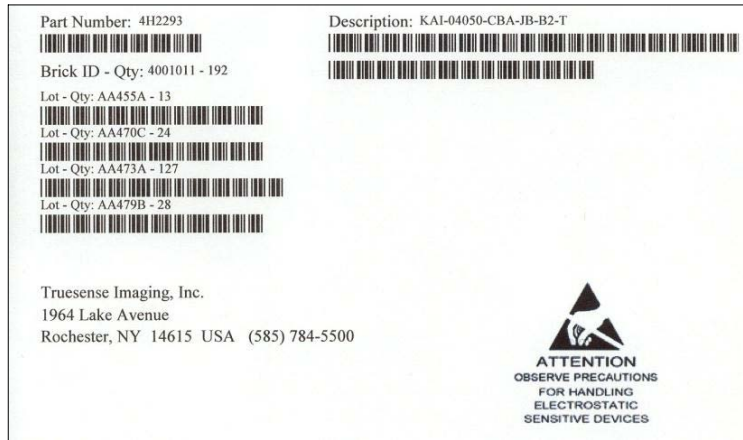 Part Number: 4H2293
Description: KAI-04050-CBA-JB-B2-T
Brick ID - Qty: 4001011 - 192
Lot - Qty: AA455A - 13
Lot - Qty: AA470C - 24
Lot - Qty: AA473A - 127
Lot - Qty: AA479B - 28
Truesense Imaging, Inc.
1964 Lake Avenue
Rochester, NY 14615 USA (585) 784-5500
ATTENTION
OBSERVE PRECAUTIONS
FOR HANDLING
ELECTROSTATIC
SENSITIVE DEVICES